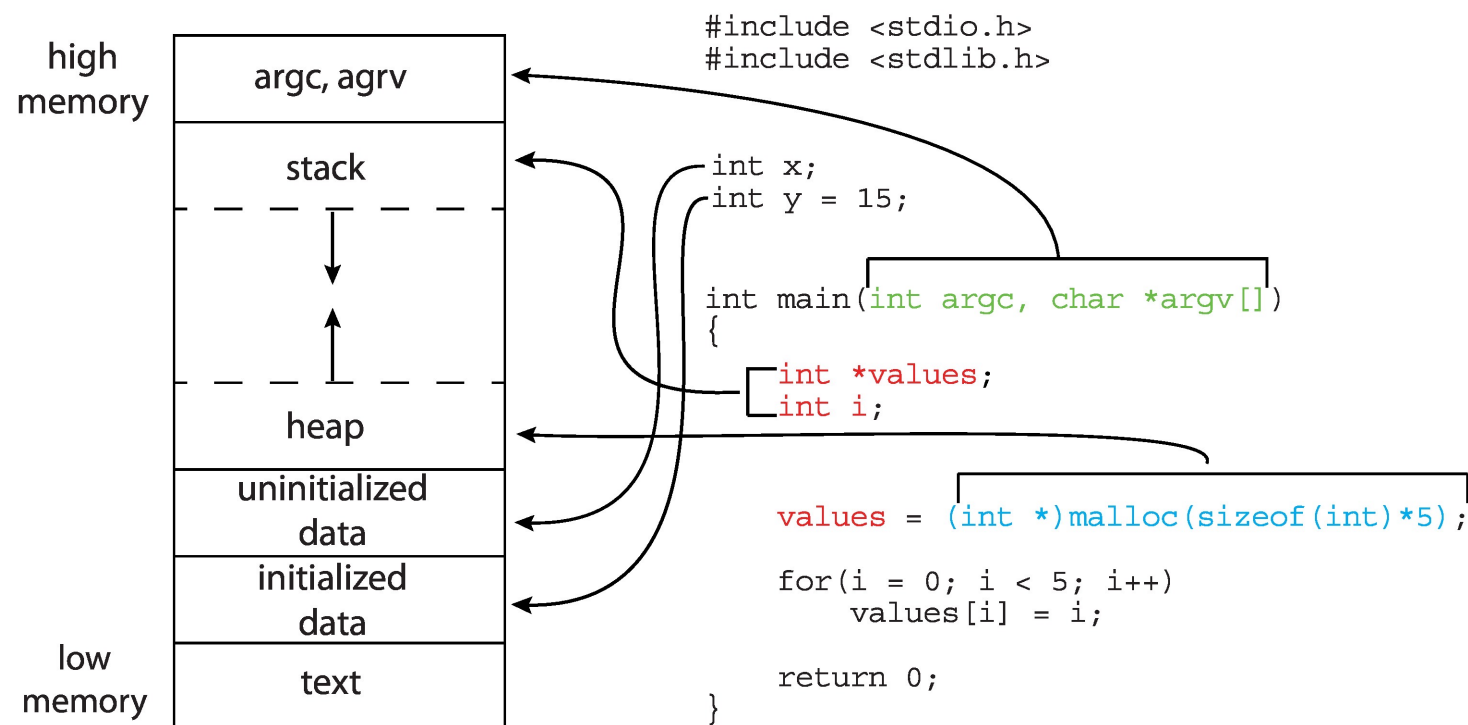 high
memory
argc, agrv
stack
heap
uninitialized
data
initialized
data
text
low
memory
#include <stdio.h>
#include <stdlib.h>
int x;
int y = 15;
int main(int argc, char *argv[])
{
int *values;
int i;
values = (int *)malloc(sizeof(int)*5);
for(i = 0; i < 5; i++)
values[i] = i;
return 0;
}